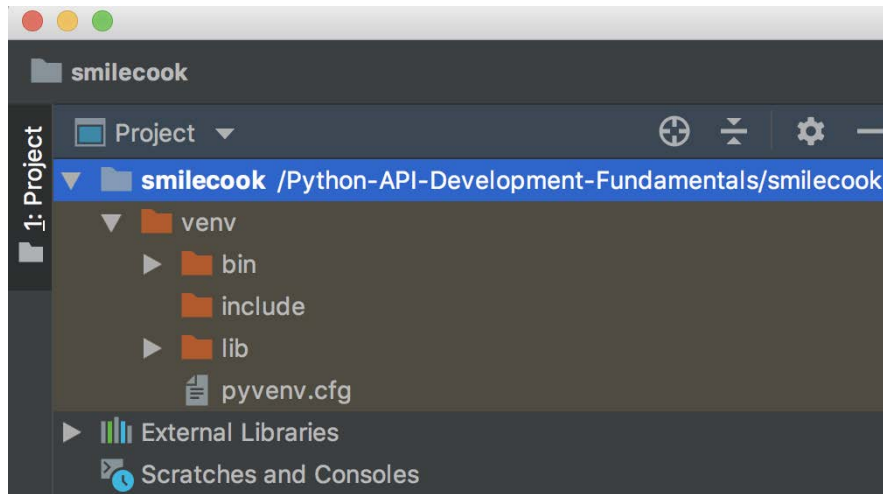 smilecook
1: Project
Project
smilecook /Python-API-Development-Fundamentals/smilecook
venv
bin
include
lib
pyvenv.cfg
External Libraries
Scratches and Consoles